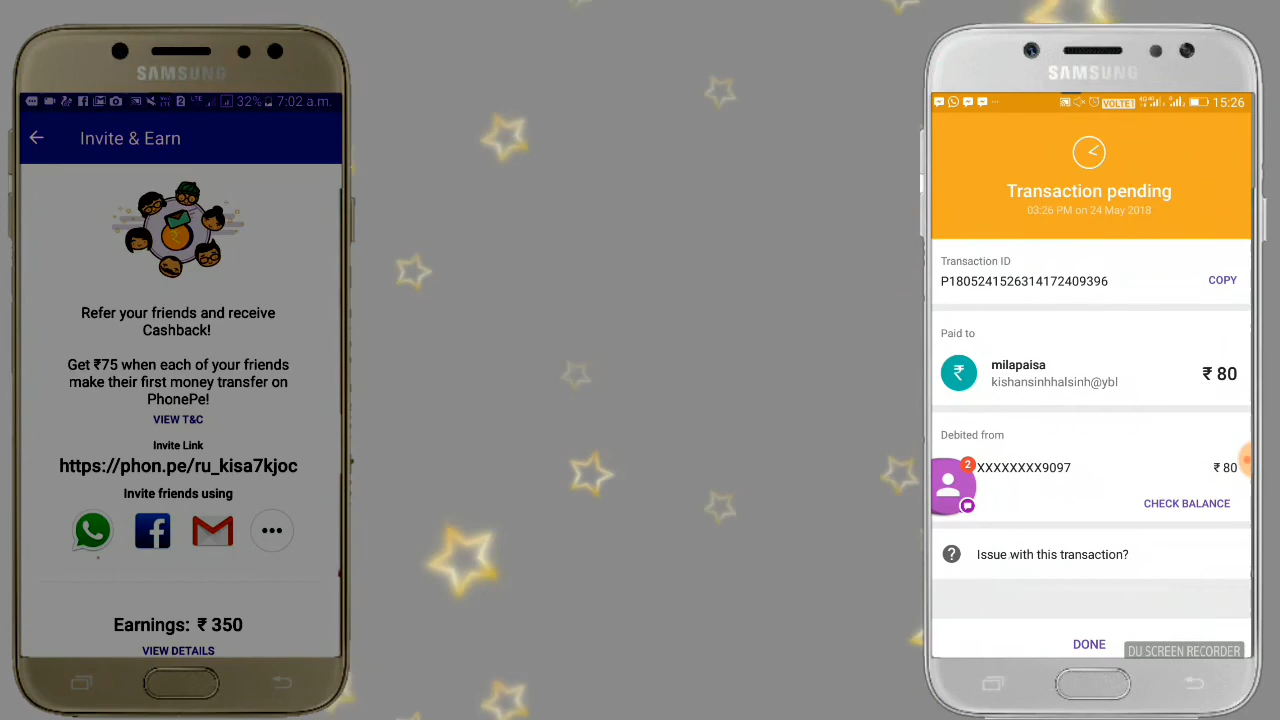 SAMSUNG
32% 7:02 a.m.
Invite & Earn
Refer your friends and receive
Cashback!
Get ₹75 when each of your friends
make their first money transfer on
PhonePe!
VIEW T&C
Invite Link
https://phon.pe/ru_kisa7kjoc
Invite friends using
Earnings: ₹ 350
VIEW DETAILS
SAMSUNG
VOLTE1 15:26
Transaction pending
03:26 PM on 24 May 2018
Transaction ID
P1805241526314172409396
COPY
Paid to
milapaisa
kishansinhhalsinh@ybl
₹ 80
Debited from
2
XXXXXXXX9097
₹ 80
CHECK BALANCE
Issue with this transaction?
DONE
DU SCREEN RECORDER